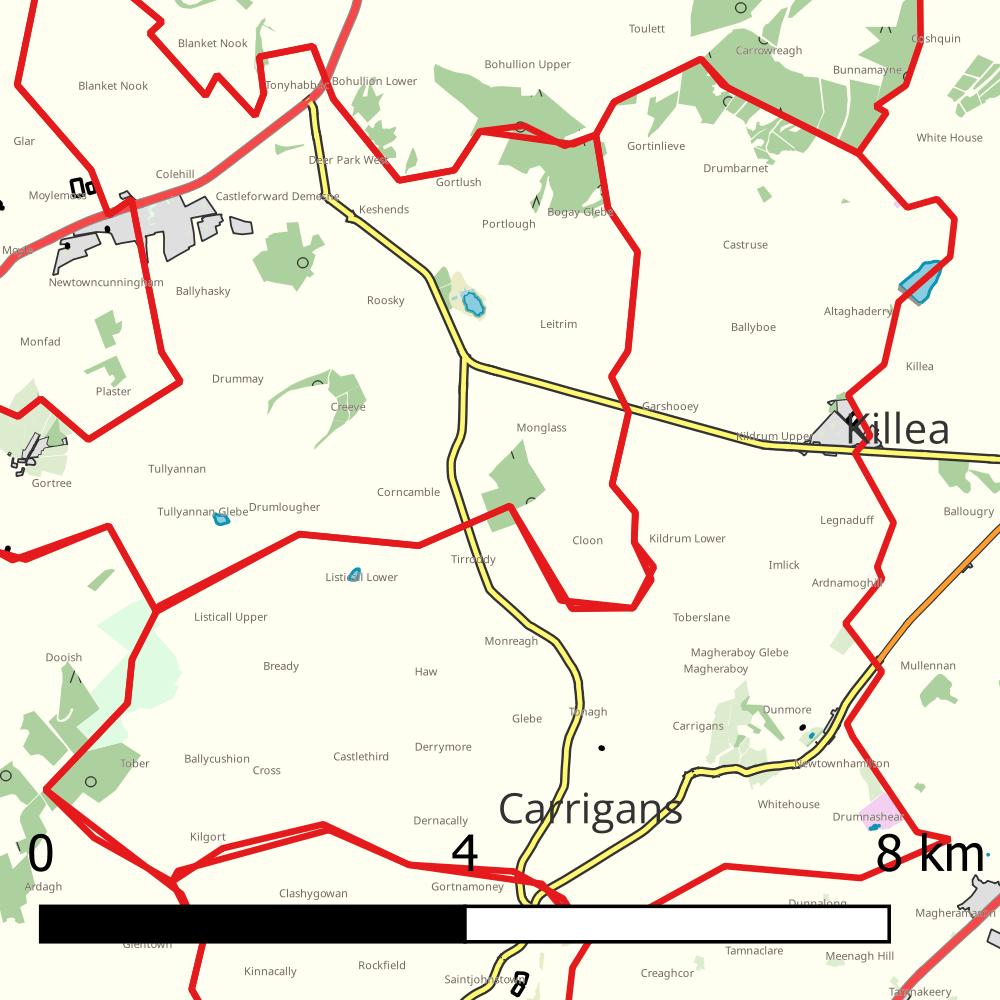 Toulett
Coshquin
Blanket Nook
Carrowreagh
Bohullion Upper
Bunnamayne
Bohullion Lower
Blanket Nook
Tonyhabboc
White House
Glar
Gortinlieve
Deer Park West
Drumbarnet
Colehill
Gortlush
Moylemoss
Castleforward Demesne
Keshends
Bogay Glebe
Portlough
Castruse
Moyle
Newtowncunningham
Ballyhasky
Roosky
Altaghaderry
Leitrim
Ballyboe
Monfad
Killea
Drummay
Plaster
Creeve
Garshooey
Monglass
Killea
Kildrum Upper
Tullyannan
Gortree
Corncamble
Drumlougher
Tullyannan Glebe
Ballougry
Legnaduff
Cloon
Kildrum Lower
Tirroddy
Imlick
Listicall Lower
Ardnamoghill
Listicall Upper
Toberslane
Monreagh
Magheraboy Glebe
Dooish
Bready
Haw
Magheraboy
Mullennan
Dunmore
Glebe
Tonagh
Carrigans
Derrymore
Castlethird
Ballycushion
Tober
Cross
Newtownhamilton
Whitehouse
Carrigans
Drumnashear
Dernacally
Kilgort
0 4 8 km
Ardagh
Gortnamoney
Clashygowan
Dunnalong
Magheramason
Glentown
Tamnaclare
Meenagh Hill
Rockfield
Kinnacally
Creaghcor
Saintjohnstown
Tamnakeery